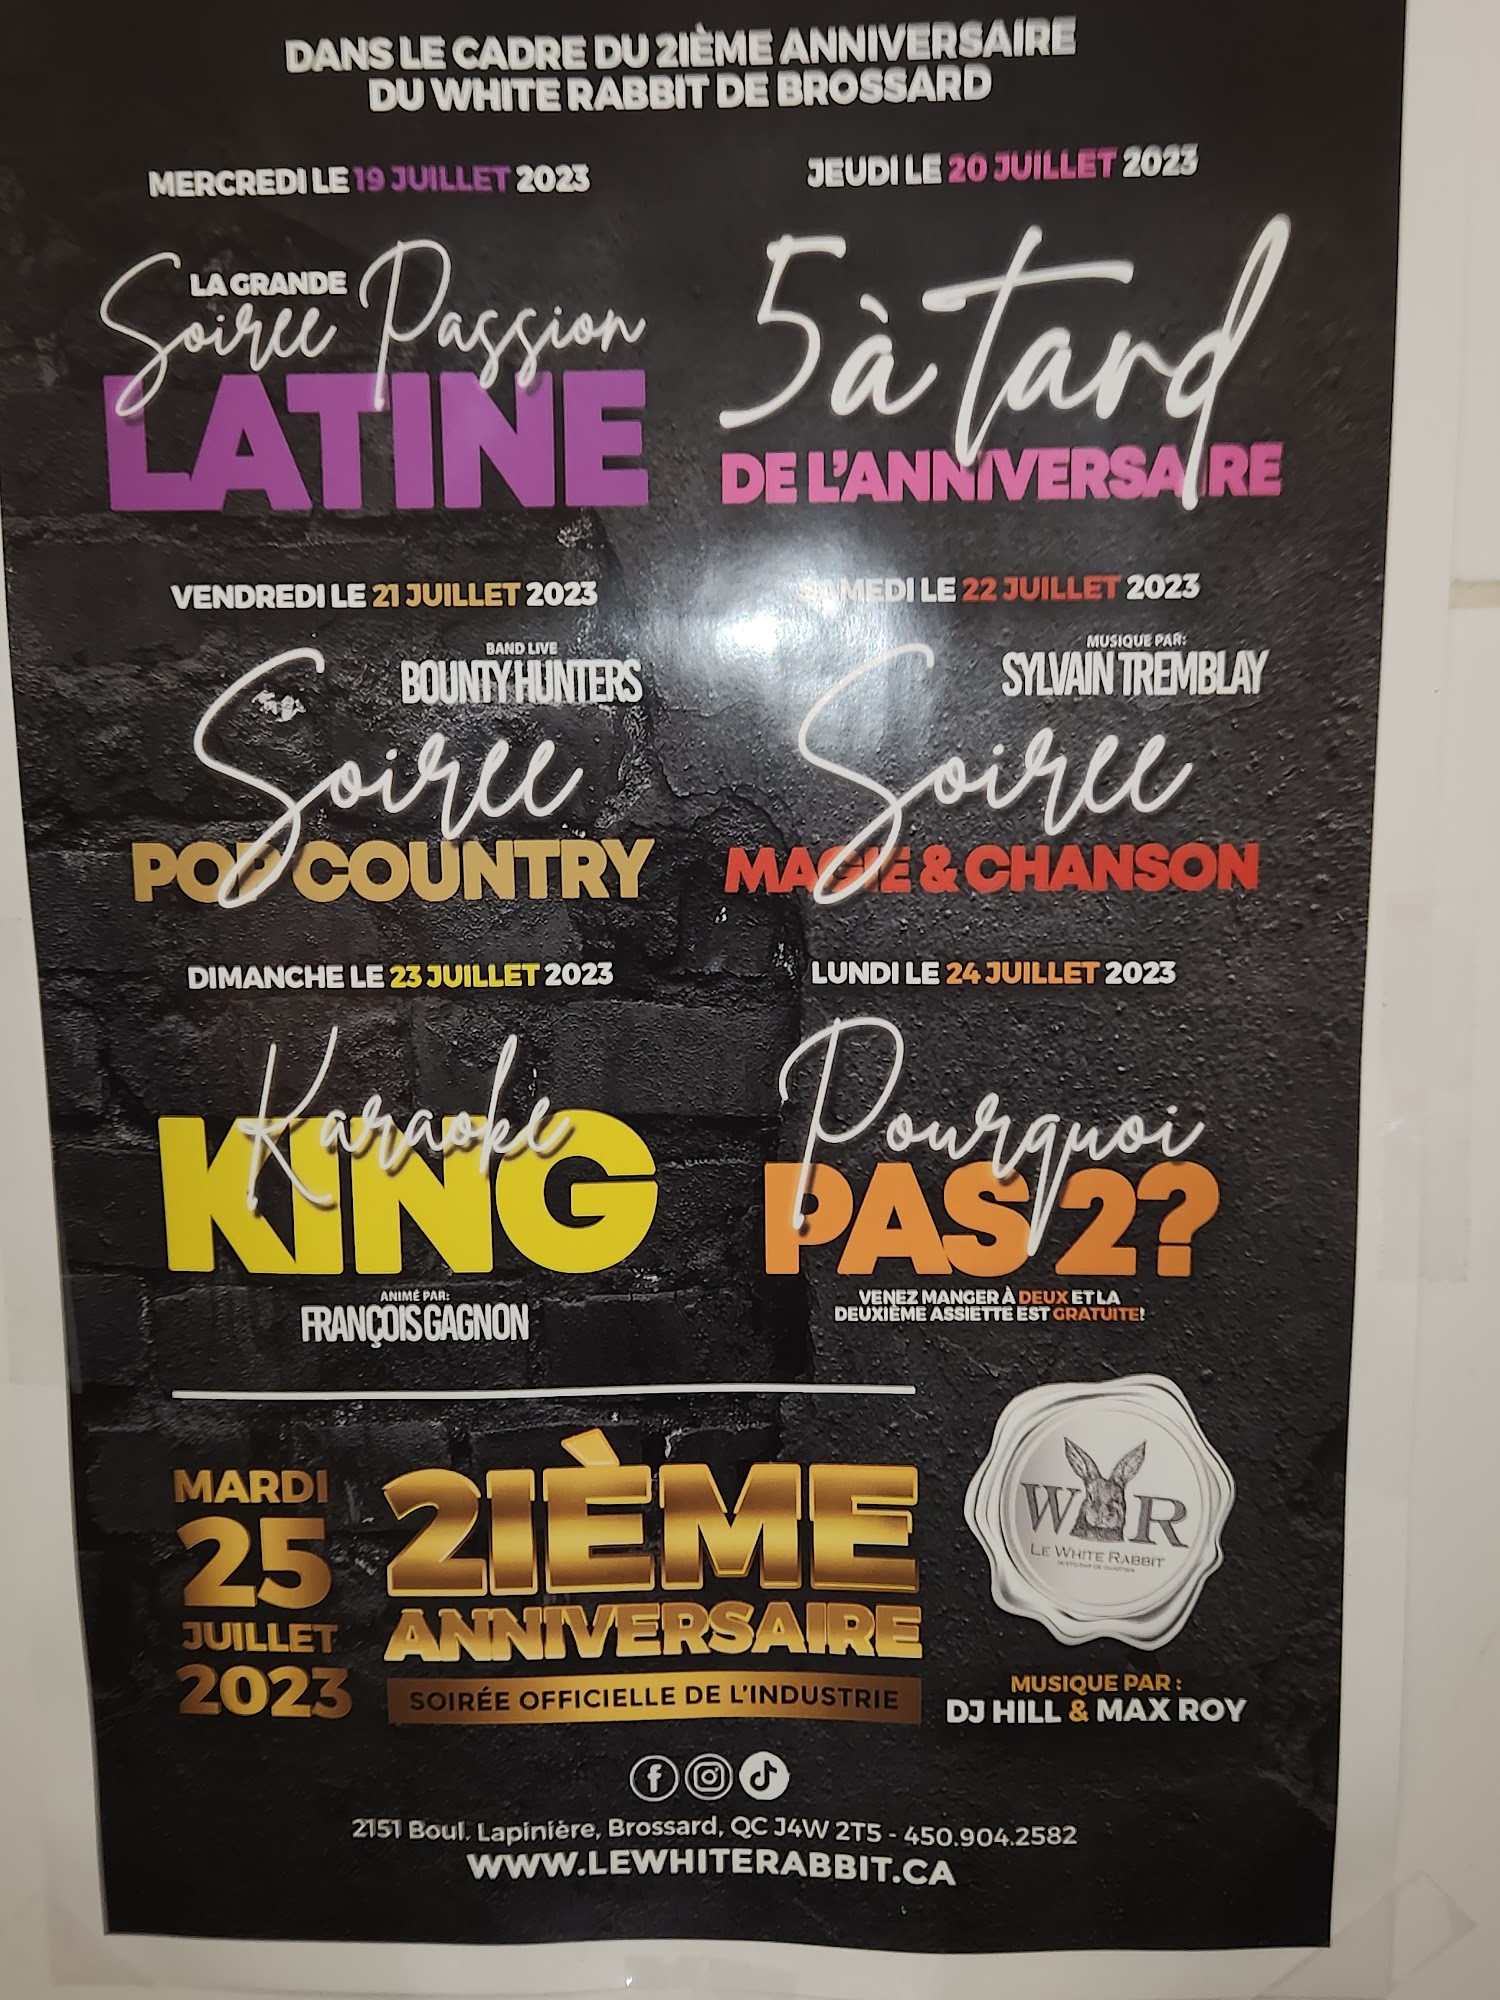 DANS LE CADRE DU 2IÈME ANNIVERSAIRE
DU WHITE RABBIT DE BROSSARD
MERCREDI LE 19 JUILLET 2023
LA GRANDE
Soirée Passion
LATINE
JEUDI LE 20 JUILLET 2023
5 à Tard
DE L'ANNIVERSAIRE
VENDREDI LE 21 JUILLET 2023
BAND LIVE
BOUNTY HUNTERS
Soiree
POP COUNTRY
SAMEDI LE 22 JUILLET 2023
MUSIQUE PAR:
SYLVAIN TREMBLAY
Soiree
MAGIE & CHANSON
DIMANCHE LE 23 JUILLET 2023
Karaoke
KING
ANIMÉ PAR:
FRANÇOIS GAGNON
LUNDI LE 24 JUILLET 2023
Pourquoi
PAS 2?
VENEZ MANGER À DEUX ET LA
DEUXIÈME ASSIETTE EST GRATUITE!
MARDI
25
JUILLET
2023
2IÈME
ANNIVERSAIRE
SOIRÉE OFFICIELLE DE L'INDUSTRIE
W R
LE WHITE RABBIT
MUSIQUE PAR :
DJ HILL & MAX ROY
2151 Boul. Lapinière, Brossard, QC J4W 2T5 - 450.904.2582
WWW.LEWHITERABBIT.CA